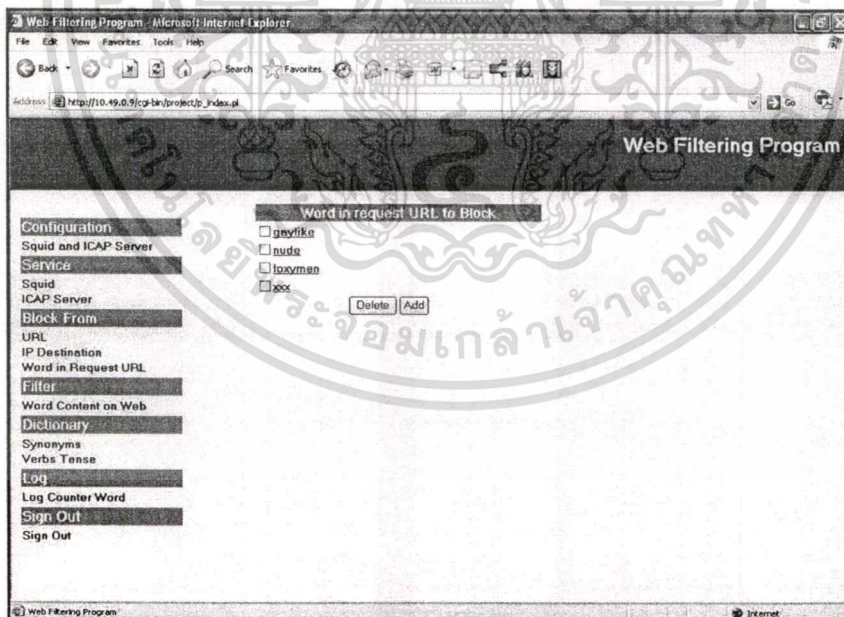 Web Filtering Program - Microsoft Internet Explorer
File Edit View Favorites Tools Help
Back Search Favorites
Address http://10.49.0.9/cgi-bin/project/p_index.pl Go
Web Filtering Program
Configuration
Squid and ICAP Server
Service
Squid
ICAP Server
Block From
URL
IP Destination
Word in Request URL
Filter
Word Content on Web
Dictionary
Synonyms
Verbs Tense
Log
Log Counter Word
Sign Out
Sign Out
Word in request URL to Block
gaylike
nude
foxymen
xxx
Delete Add
Web Filtering Program Internet